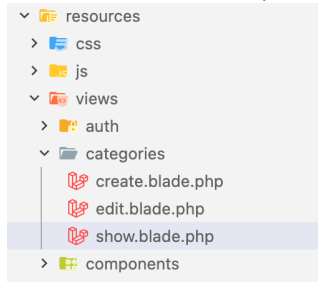 resources
css
js
views
auth
categories
create.blade.php
edit.blade.php
show.blade.php
components